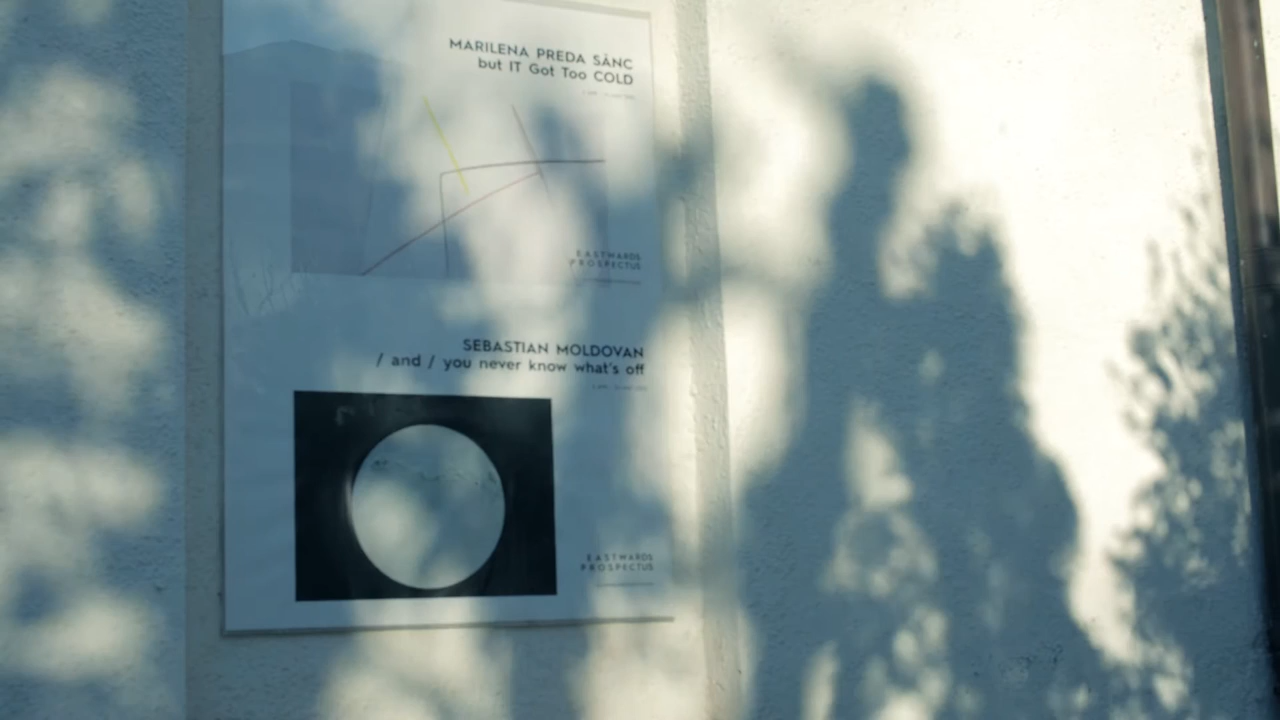 MARILENA PREDA SÂNC
but IT Got Too COLD
EASTWARDS
PROSPECTUS
SEBASTIAN MOLDOVAN
/ and / you never know what's off
EASTWARDS
PROSPECTUS